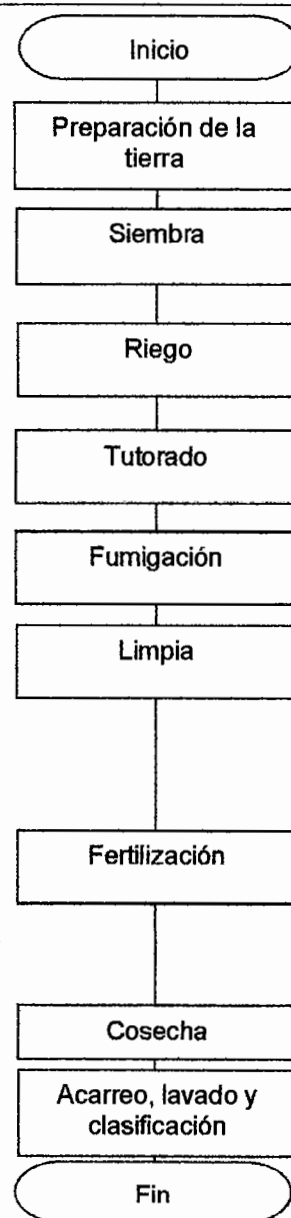 Inicio
Preparación de la
tierra
Siembra
Riego
Tutorado
Fumigación
Limpia
Fertilización
Cosecha
Acarreo, lavado y
clasificación
Fin